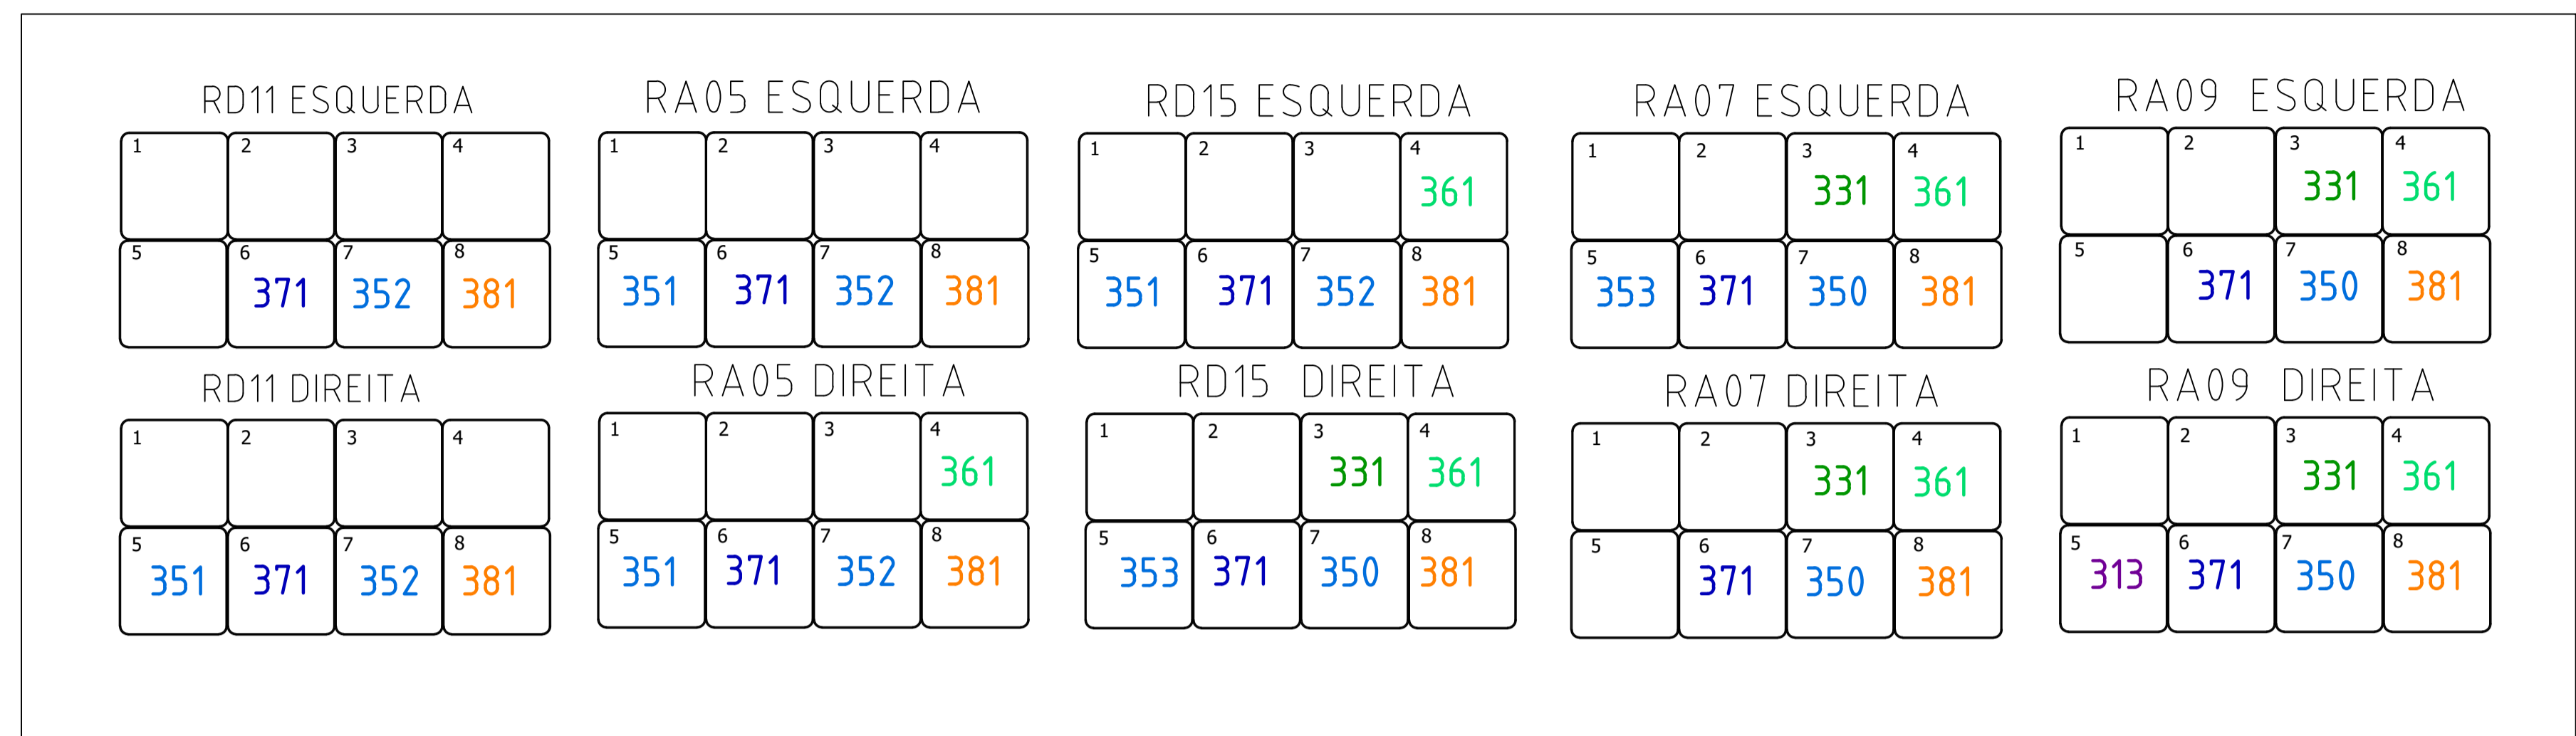 RD11 ESQUERDA
1 2 3 4
5 6 7 8
371 352 381
RA05 ESQUERDA
1 2 3 4
5 6 7 8
351 371 352 381
RD15 ESQUERDA
1 2 3 4
361
5 6 7 8
351 371 352 381
RA07 ESQUERDA
1 2 3 4
331 361
5 6 7 8
353 371 350 381
RA09 ESQUERDA
1 2 3 4
331 361
5 6 7 8
371 350 381
RD11 DIREITA
1 2 3 4
5 6 7 8
351 371 352 381
RA05 DIREITA
1 2 3 4
361
5 6 7 8
351 371 352 381
RD15 DIREITA
1 2 3 4
331 361
5 6 7 8
353 371 350 381
RA07 DIREITA
1 2 3 4
331 361
5 6 7 8
371 350 381
RA09 DIREITA
1 2 3 4
331 361
5 6 7 8
313 371 350 381